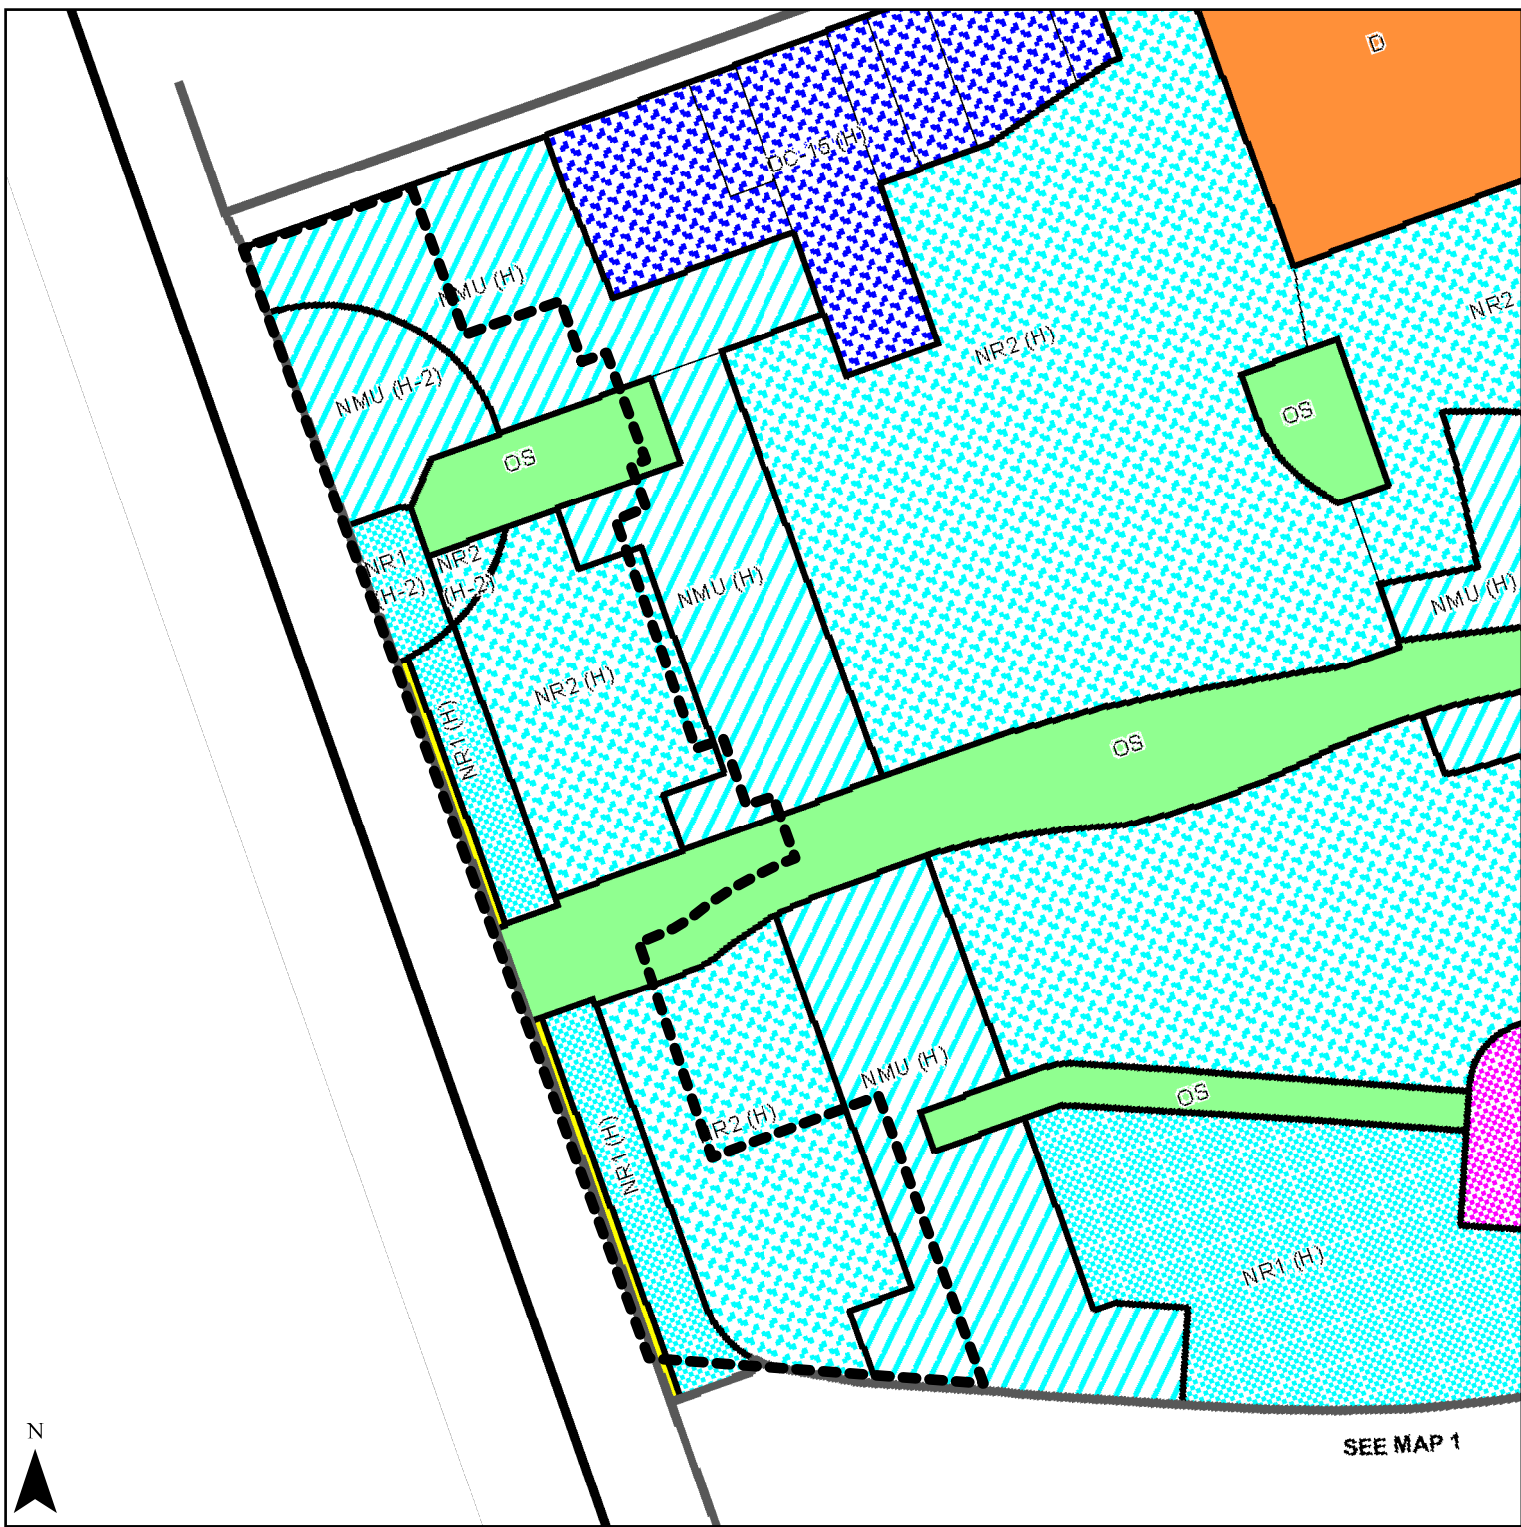 D
DC-15 (H)
NMU (H)
NR2
NR2 (H)
NMU (H-2)
OS
OS
NR1
(H-2)
NR2
(H-2)
NMU (H)
NMU (H)
NR2 (H)
NR1 (H)
OS
NMU (H)
OS
R2 (H)
NR1 (H)
NR1 (H)
N
SEE MAP 1